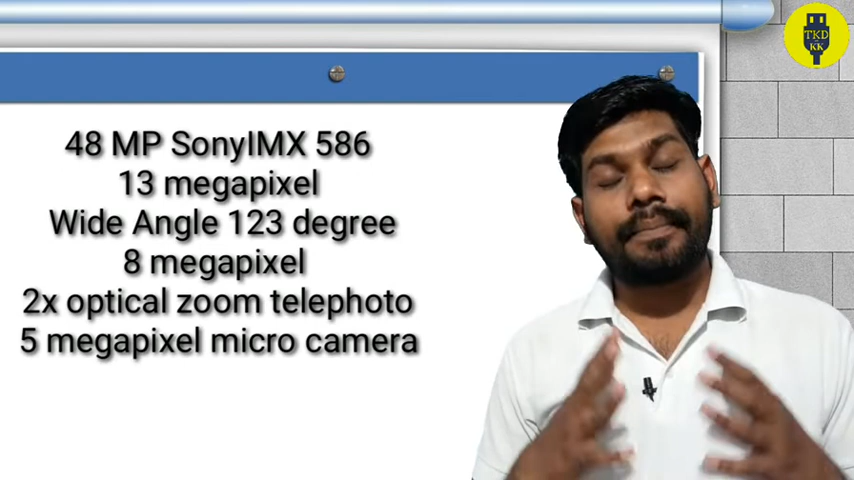 TKD
KK
48 MP SonyIMX 586
13 megapixel
Wide Angle 123 degree
8 megapixel
2x optical zoom telephoto
5 megapixel micro camera